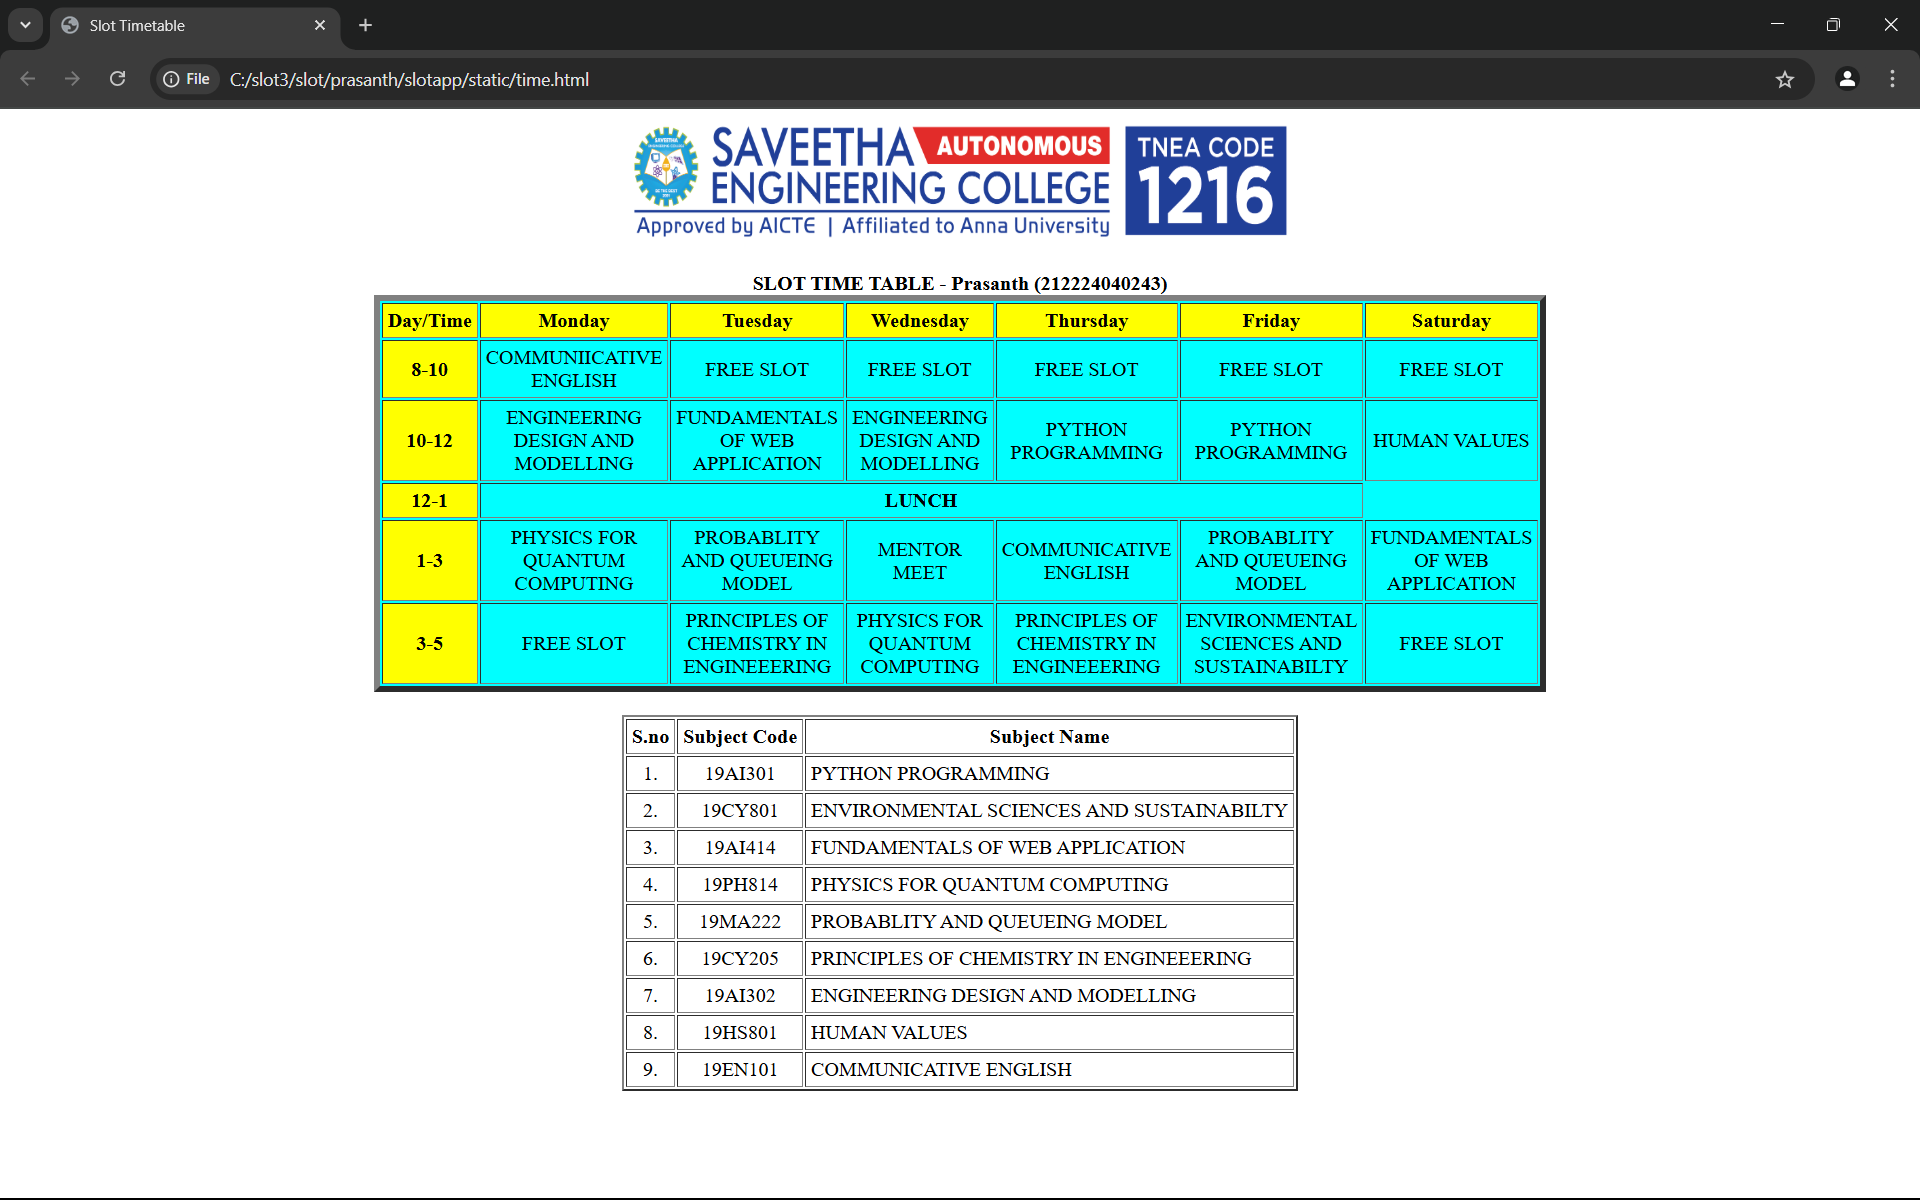 Slot Timetable
File
C:/slot3/slot/prasanth/slotapp/static/time.html
SAVEETHA AUTONOMOUS
ENGINEERING COLLEGE
Approved by AICTE | Affiliated to Anna University
TNEA CODE
1216
SLOT TIME TABLE - Prasanth (212224040243)
Day/Time Monday Tuesday Wednesday Thursday Friday Saturday
8-10
COMMUNIICATIVE
ENGLISH
FREE SLOT
FREE SLOT
FREE SLOT
FREE SLOT
FREE SLOT
10-12
ENGINEERING
DESIGN AND
MODELLING
FUNDAMENTALS
OF WEB
APPLICATION
ENGINEERING
DESIGN AND
MODELLING
PYTHON
PROGRAMMING
PYTHON
PROGRAMMING
HUMAN VALUES
12-1
LUNCH
1-3
PHYSICS FOR
QUANTUM
COMPUTING
PROBABLITY
AND QUEUEING
MODEL
MENTOR
MEET
COMMUNICATIVE
ENGLISH
PROBABLITY
AND QUEUEING
MODEL
FUNDAMENTALS
OF WEB
APPLICATION
3-5
FREE SLOT
PRINCIPLES OF
CHEMISTRY IN
ENGINEEERING
PHYSICS FOR
QUANTUM
COMPUTING
PRINCIPLES OF
CHEMISTRY IN
ENGINEEERING
ENVIRONMENTAL
SCIENCES AND
SUSTAINABILTY
FREE SLOT
S.no Subject Code Subject Name
1. 19AI301 PYTHON PROGRAMMING
2. 19CY801 ENVIRONMENTAL SCIENCES AND SUSTAINABILTY
3. 19AI414 FUNDAMENTALS OF WEB APPLICATION
4. 19PH814 PHYSICS FOR QUANTUM COMPUTING
5. 19MA222 PROBABLITY AND QUEUEING MODEL
6. 19CY205 PRINCIPLES OF CHEMISTRY IN ENGINEEERING
7. 19AI302 ENGINEERING DESIGN AND MODELLING
8. 19HS801 HUMAN VALUES
9. 19EN101 COMMUNICATIVE ENGLISH